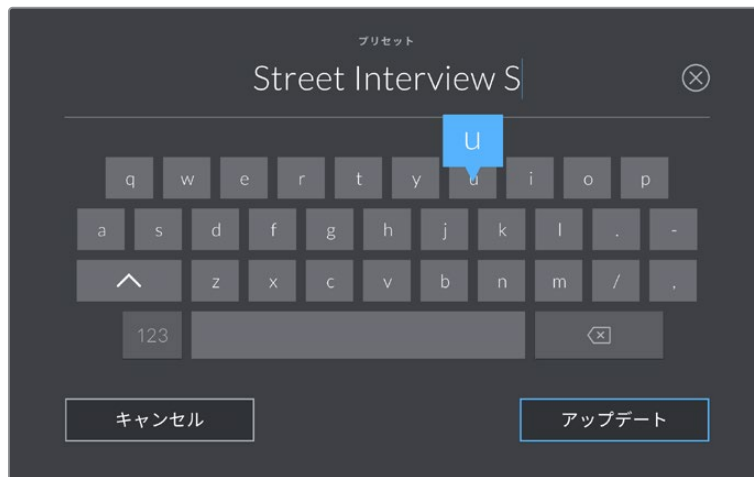 プリセット
Street Interview S
u
q w e r t y u i o p
a s d f g h j k l . -
z x c v b n m / ,
123
キャンセル アップデート